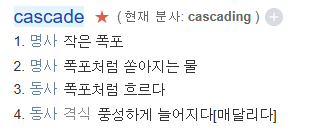 cascade ★ ( 현재 분사: cascading )
1. 명사 작은 폭포
2. 명사 폭포처럼 쏟아지는 물
3. 동사 폭포처럼 흐르다
4. 동사 격식 풍성하게 늘어지다[매달리다]